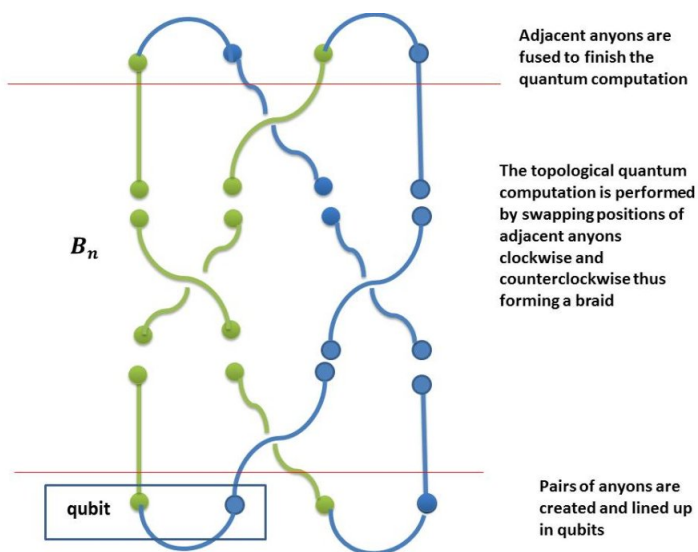 Adjacent anyons are
fused to finish the
quantum computation
The topological quantum
computation is performed
by swapping positions of
adjacent anyons
clockwise and
counterclockwise thus
forming a braid
Bₙ
qubit
Pairs of anyons are
created and lined up
in qubits